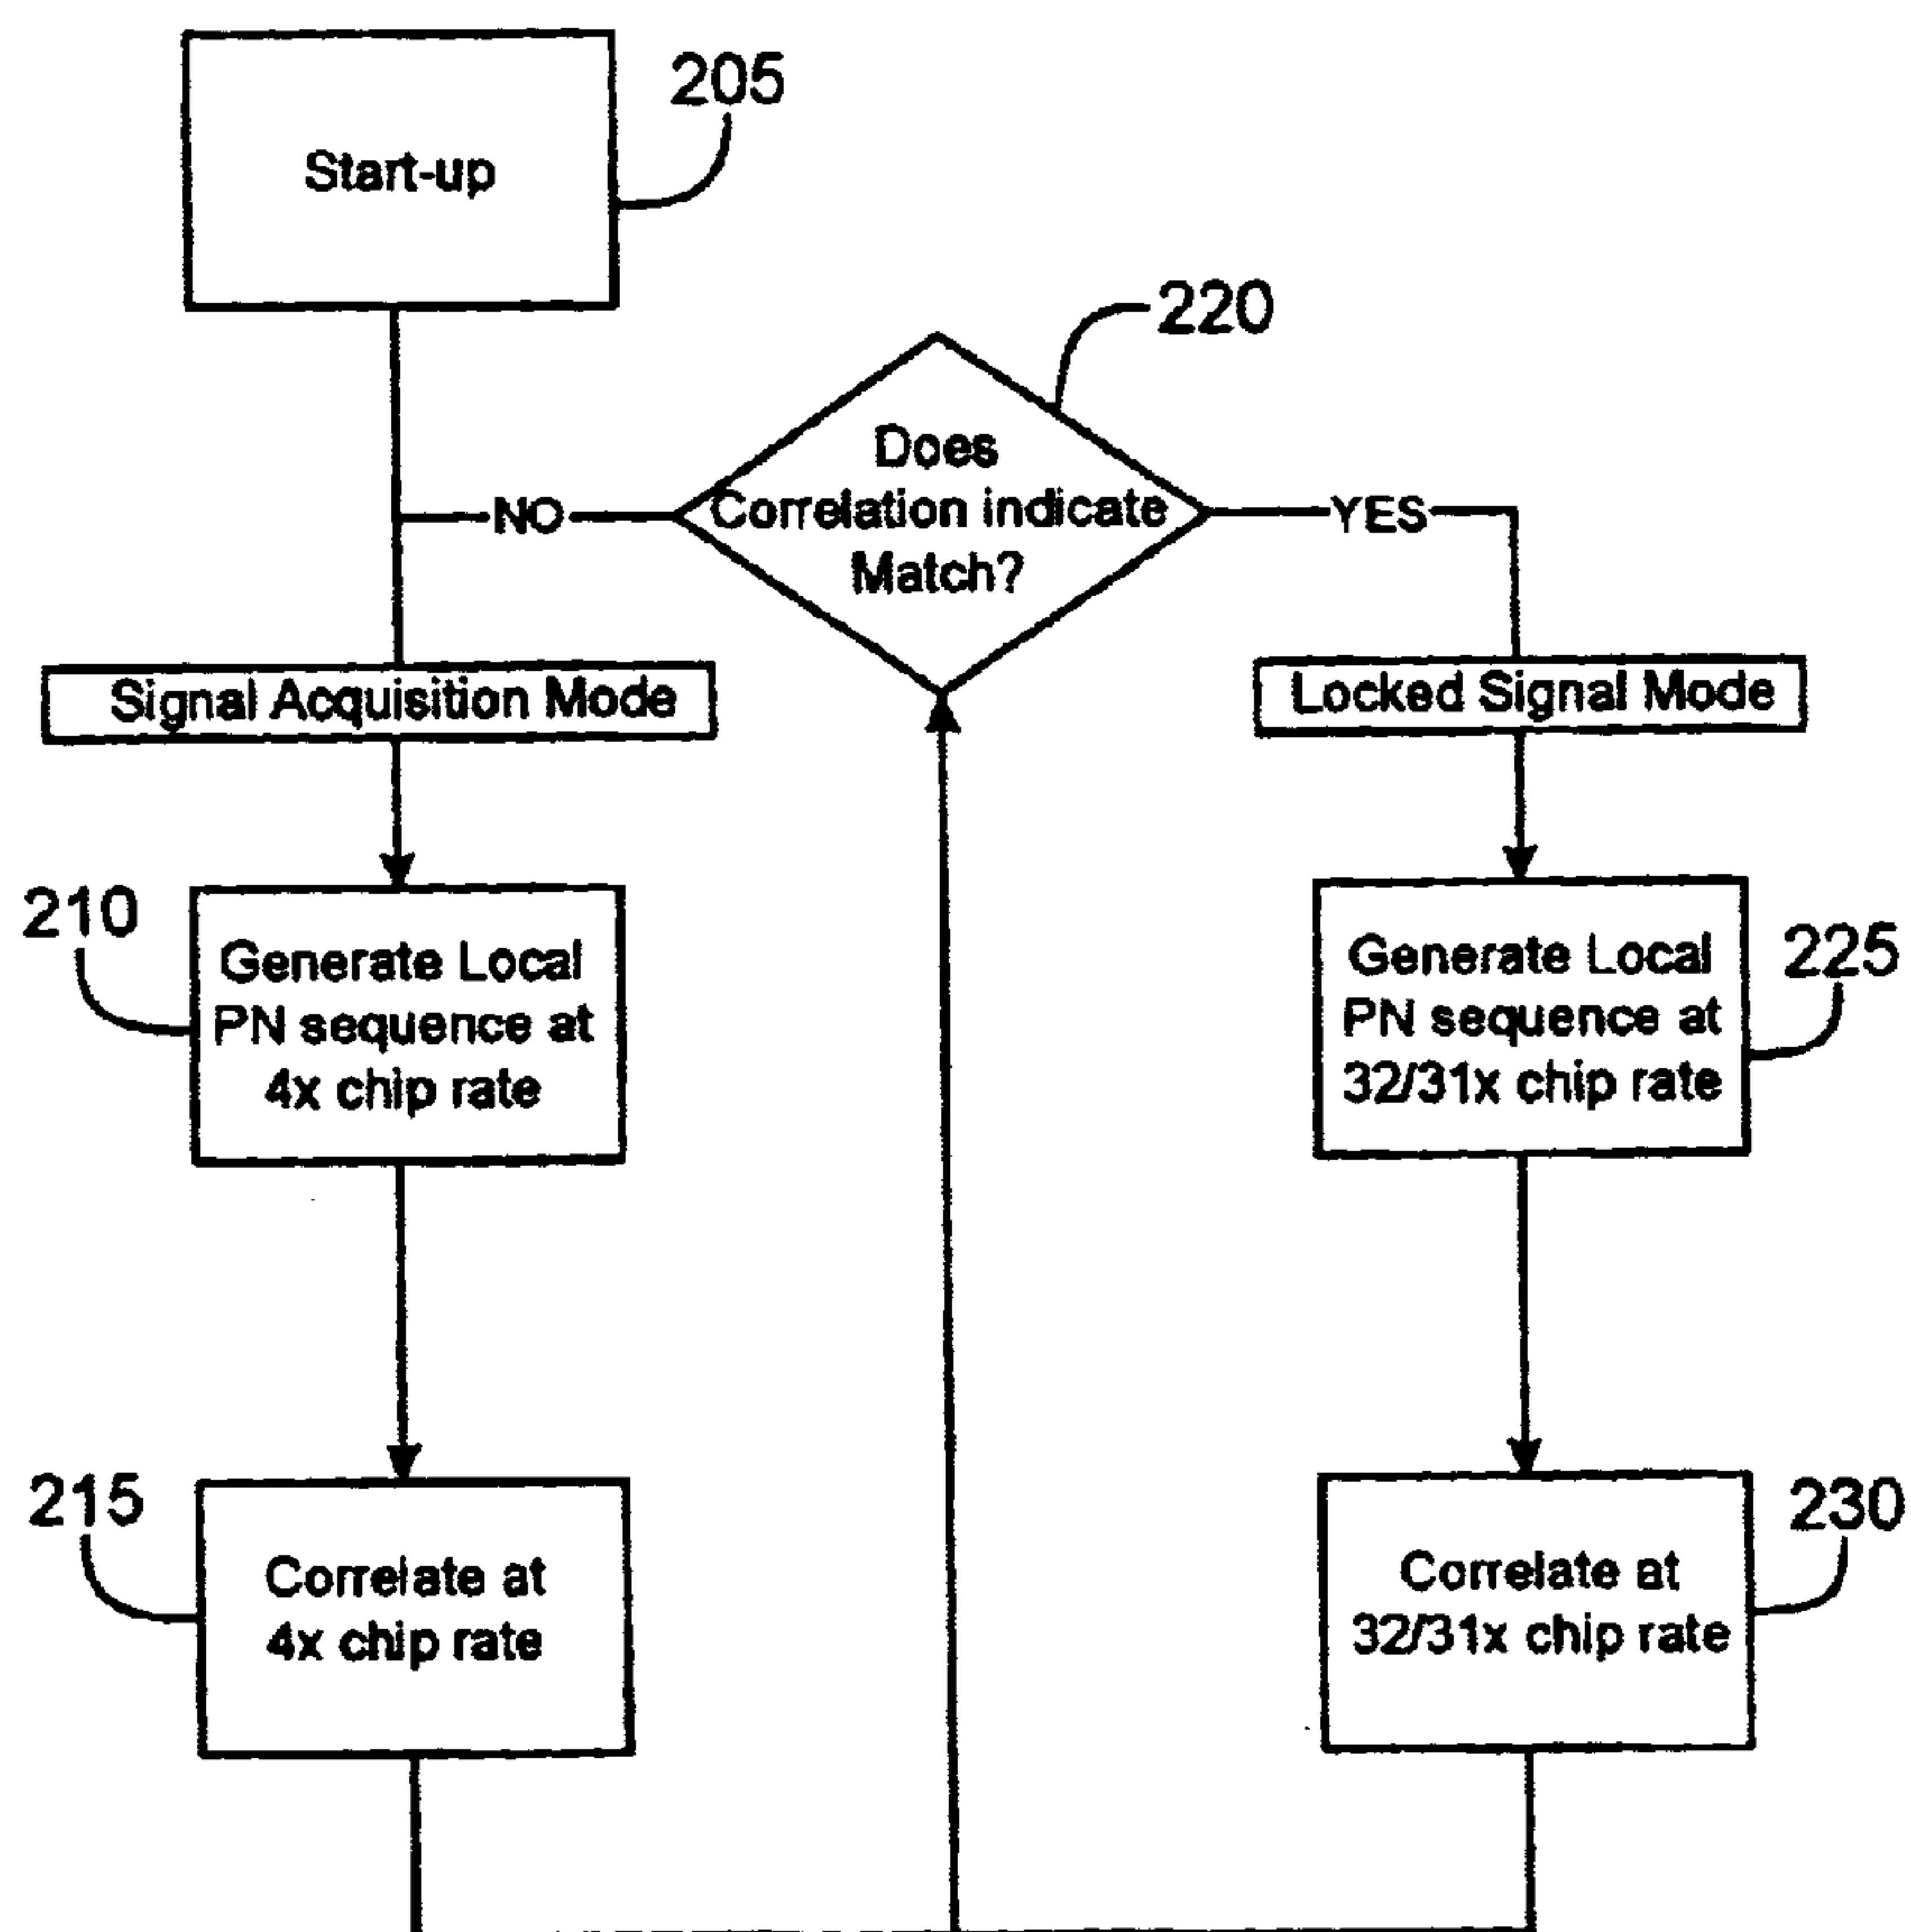 205
Start-up
220
Does
Correlation indicate
Match?
NO
YES
Signal Acquisition Mode
Locked Signal Mode
210
Generate Local
PN sequence at
4x chip rate
Generate Local
PN sequence at
32/31x chip rate
225
215
Correlate at
4x chip rate
Correlate at
32/31x chip rate
230